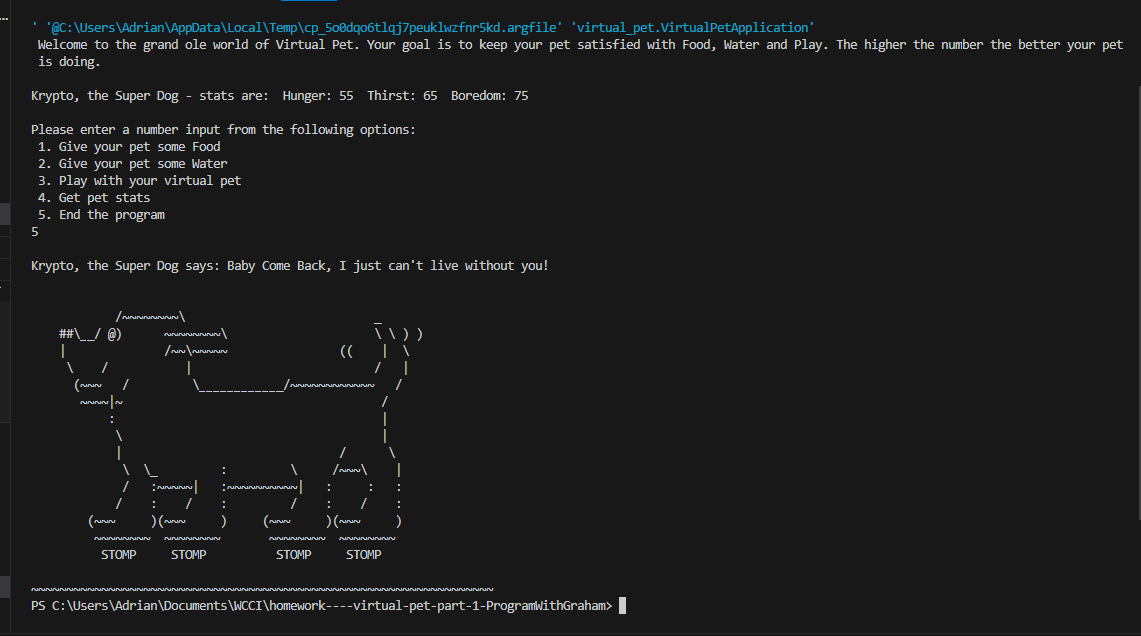 ' '@C:\Users\Adrian\AppData\Local\Temp\cp_5o0dqo6tlqj7peuklwzfnr5kd.argfile' 'virtual_pet.VirtualPetApplication'
Welcome to the grand ole world of Virtual Pet. Your goal is to keep your pet satisfied with Food, Water and Play. The higher the number the better your pet
is doing.
Krypto, the Super Dog - stats are:  Hunger: 55  Thirst: 65  Boredom: 75
Please enter a number input from the following options:
1. Give your pet some Food
2. Give your pet some Water
3. Play with your virtual pet
4. Get pet stats
5. End the program
5
Krypto, the Super Dog says: Baby Come Back, I just can't live without you!
STOMP STOMP STOMP STOMP
PS C:\Users\Adrian\Documents\WCCI\homework----virtual-pet-part-1-ProgramWithGraham>